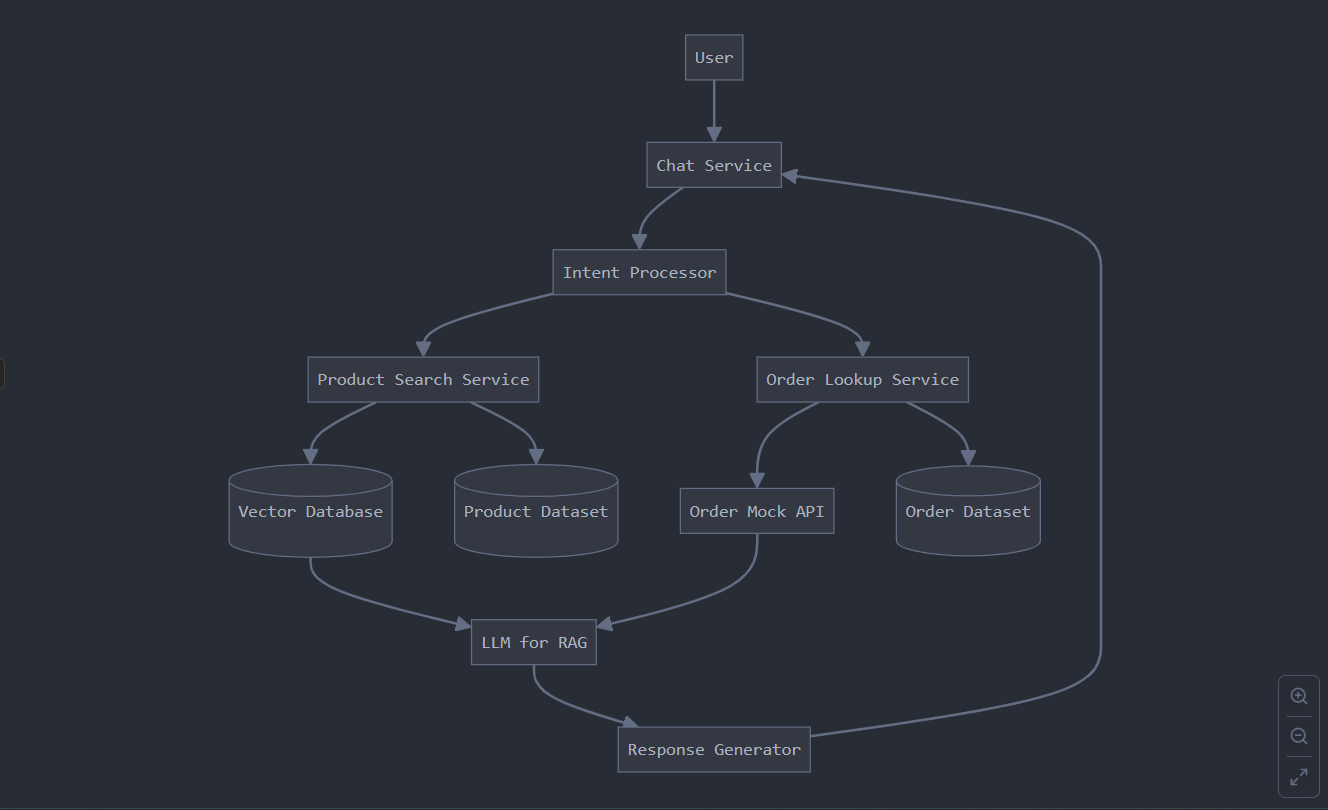 User
Chat Service
Intent Processor
Product Search Service
Order Lookup Service
Vector Database
Product Dataset
Order Mock API
Order Dataset
LLM for RAG
Response Generator